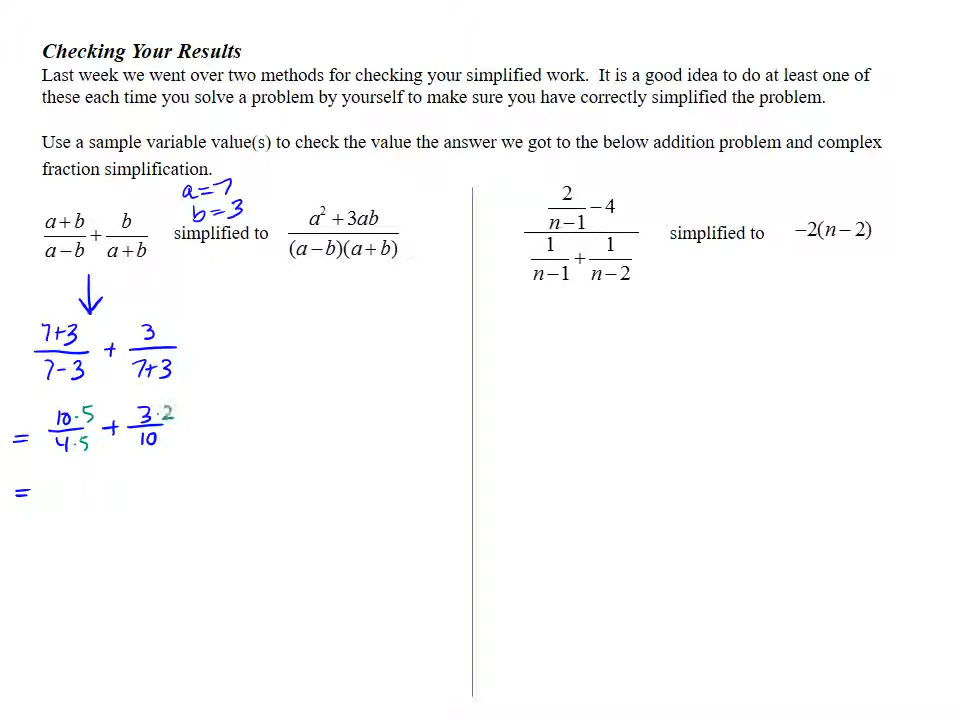 Checking Your Results
Last week we went over two methods for checking your simplified work. It is a good idea to do at least one of
these each time you solve a problem by yourself to make sure you have correctly simplified the problem.
Use a sample variable value(s) to check the value the answer we got to the below addition problem and complex
fraction simplification.
a=7
b=3
(a+b)/(a−b) + b/(a+b) simplified to (a²+3ab)/((a−b)(a+b))
(7+3)/(7−3) + 3/(7+3)
= (10·5)/(4·5) + (3·2)/10
=
(2/(n−1) − 4)/(1/(n−1) + 1/(n−2)) simplified to −2(n−2)